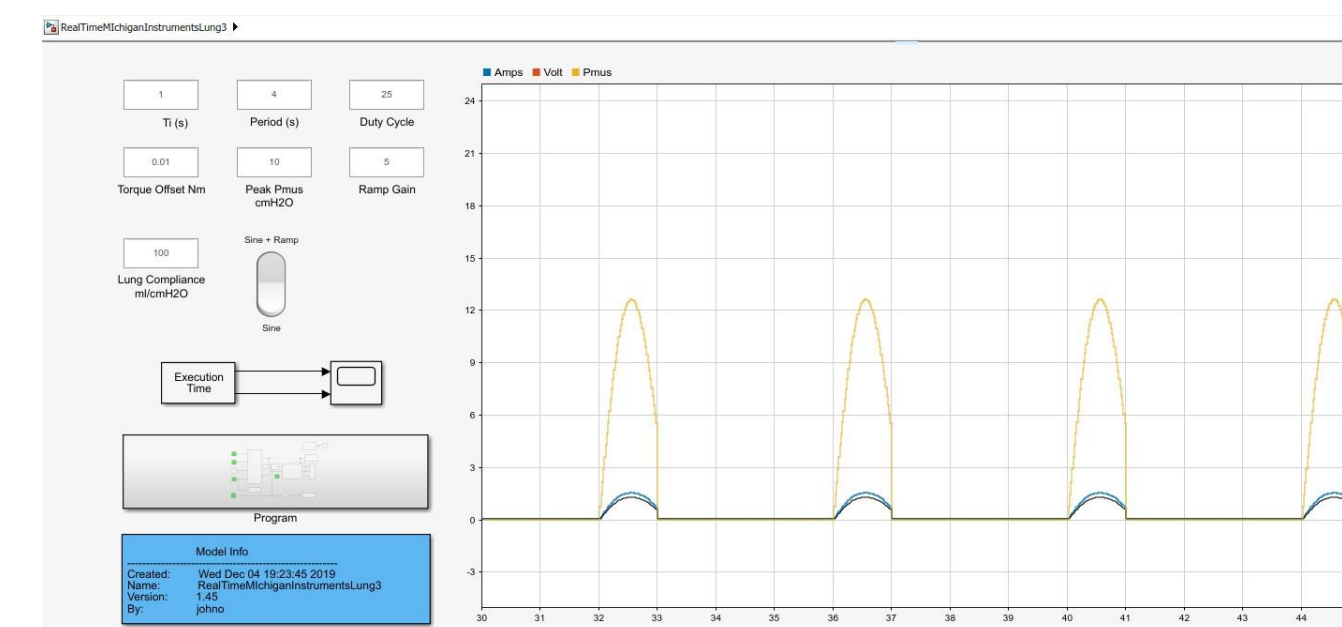 RealTimeMIchiganInstrumentsLung3
1
4
25
Ti (s)
Period (s)
Duty Cycle
0.01
10
5
Torque Offset Nm
Peak Pmus
cmH2O
Ramp Gain
100
Lung Compliance
ml/cmH2O
Sine + Ramp
Sine
Execution
Time
Program
Model Info
------------------------------------------------------
Created: Wed Dec 04 19:23:45 2019
Name: RealTimeMIchiganInstrumentsLung3
Version: 1.45
By: johno
Amps Volt Pmus
24
21
18
15
12
9
6
3
0
-3
30 31 32 33 34 35 36 37 38 39 40 41 42 43 44